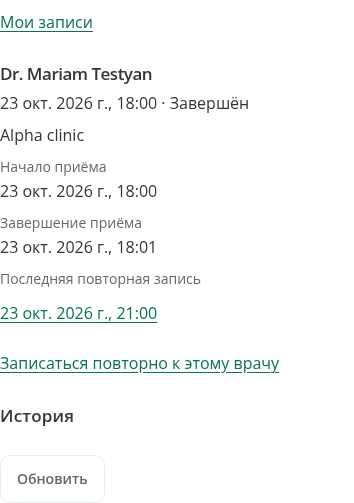 Мои записи
Dr. Mariam Testyan
23 окт. 2026 г., 18:00 · Завершён
Alpha clinic
Начало приёма
23 окт. 2026 г., 18:00
Завершение приёма
23 окт. 2026 г., 18:01
Последняя повторная запись
23 окт. 2026 г., 21:00
Записаться повторно к этому врачу
История
Обновить